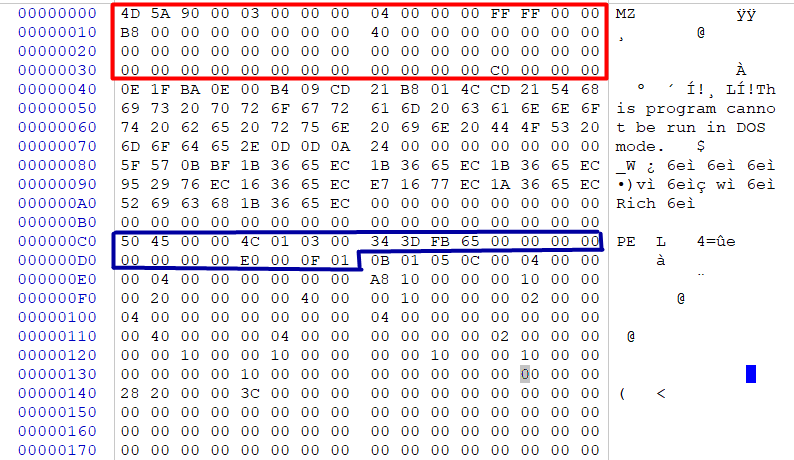 00000000 4D 5A 90 00 03 00 00 00 04 00 00 00 FF FF 00 00 MZ ÿÿ
00000010 B8 00 00 00 00 00 00 00 40 00 00 00 00 00 00 00 ¸ @
00000020 00 00 00 00 00 00 00 00 00 00 00 00 00 00 00 00
00000030 00 00 00 00 00 00 00 00 00 00 00 00 C0 00 00 00 À
00000040 0E 1F BA 0E 00 B4 09 CD 21 B8 01 4C CD 21 54 68 º ´ Í!¸ LÍ!Th
00000050 69 73 20 70 72 6F 67 72 61 6D 20 63 61 6E 6E 6F is program canno
00000060 74 20 62 65 20 72 75 6E 20 69 6E 20 44 4F 53 20 t be run in DOS
00000070 6D 6F 64 65 2E 0D 0D 0A 24 00 00 00 00 00 00 00 mode. $
00000080 5F 57 0B BF 1B 36 65 EC 1B 36 65 EC 1B 36 65 EC _W ¿ 6eì 6eì 6eì
00000090 95 29 76 EC 16 36 65 EC E7 16 77 EC 1A 36 65 EC •)vì 6eìç wì 6eì
000000A0 52 69 63 68 1B 36 65 EC 00 00 00 00 00 00 00 00 Rich 6eì
000000B0 00 00 00 00 00 00 00 00 00 00 00 00 00 00 00 00
000000C0 50 45 00 00 4C 01 03 00 34 3D FB 65 00 00 00 00 PE L 4=ûe
000000D0 00 00 00 00 E0 00 0F 01 0B 01 05 0C 00 04 00 00 à
000000E0 00 04 00 00 00 00 00 00 A8 10 00 00 00 10 00 00 ¨
000000F0 00 20 00 00 00 00 40 00 00 10 00 00 00 02 00 00 @
00000100 04 00 00 00 00 00 00 00 04 00 00 00 00 00 00 00
00000110 00 40 00 00 00 04 00 00 00 00 00 00 02 00 00 00 @
00000120 00 00 10 00 00 10 00 00 00 00 10 00 00 10 00 00
00000130 00 00 00 00 10 00 00 00 00 00 00 00 00 00 00 00
00000140 28 20 00 00 3C 00 00 00 00 00 00 00 00 00 00 00 ( <
00000150 00 00 00 00 00 00 00 00 00 00 00 00 00 00 00 00
00000160 00 00 00 00 00 00 00 00 00 00 00 00 00 00 00 00
00000170 00 00 00 00 00 00 00 00 00 00 00 00 00 00 00 00